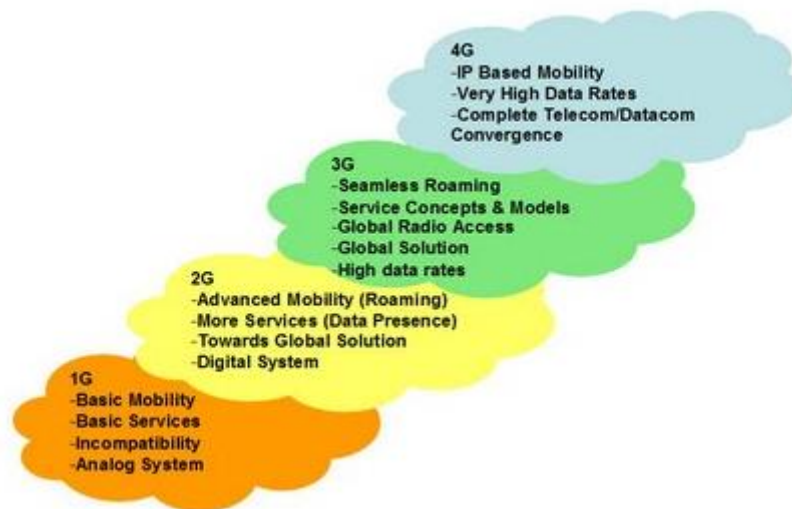 4G
-IP Based Mobility
-Very High Data Rates
-Complete Telecom/Datacom
Convergence
3G
-Seamless Roaming
-Service Concepts & Models
-Global Radio Access
-Global Solution
-High data rates
2G
-Advanced Mobility (Roaming)
-More Services (Data Presence)
-Towards Global Solution
-Digital System
1G
-Basic Mobility
-Basic Services
-Incompatibility
-Analog System